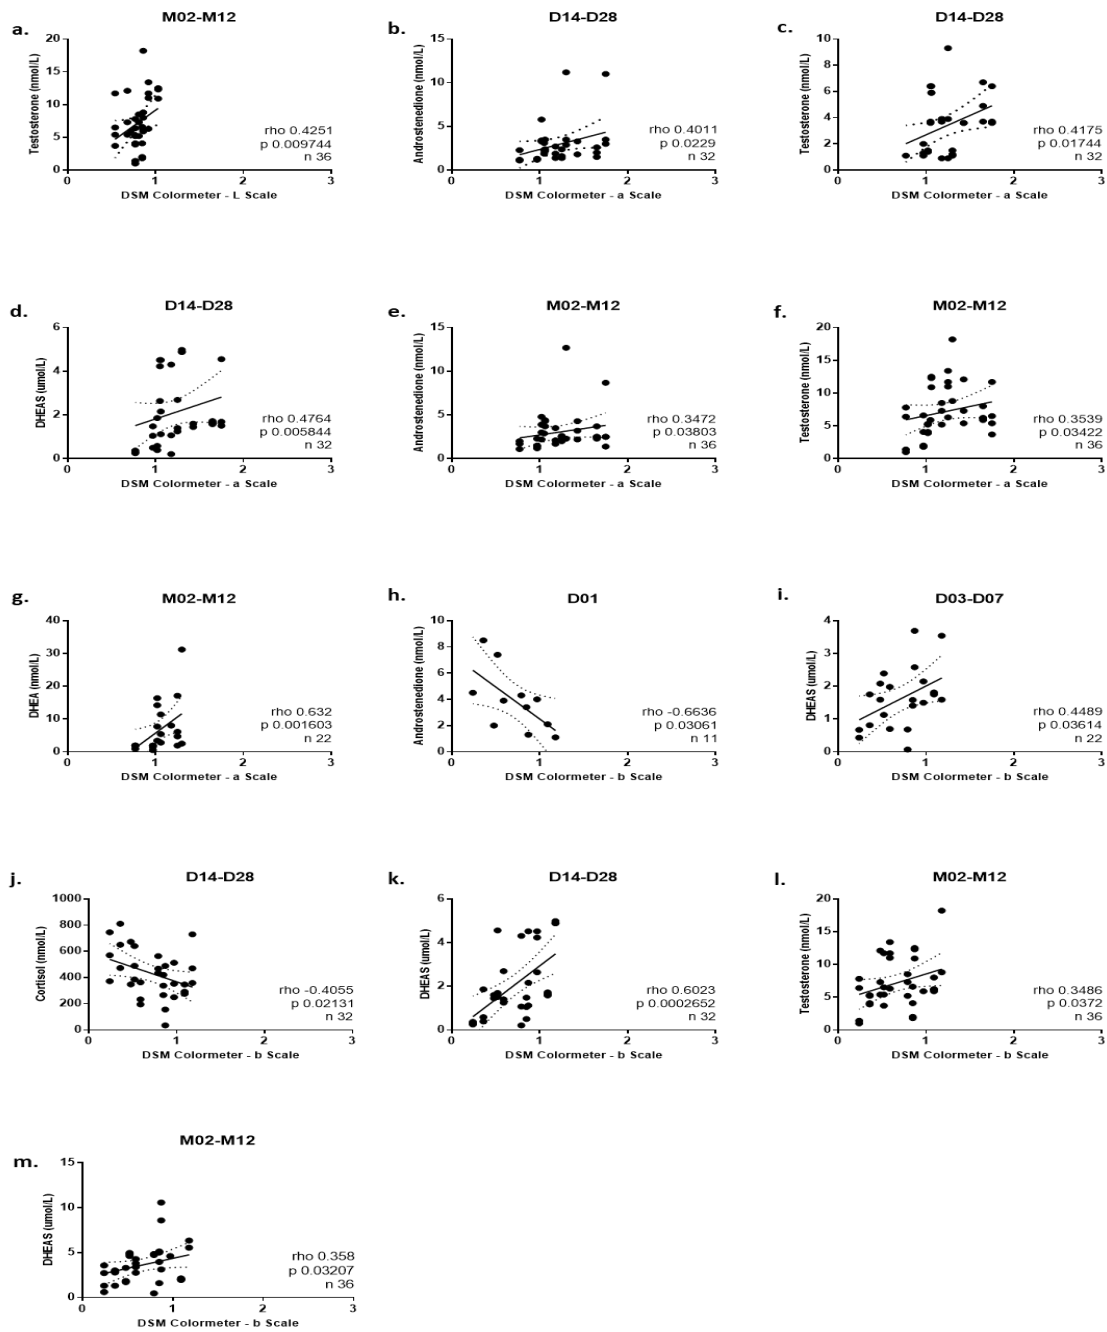 a.
M02-M12
Testosterone (nmol/L)
20
15
10
5
0
0 1 2 3
DSM Colormeter - L Scale
rho 0.4251
p 0.009744
n 36
b.
D14-D28
Androstenedione (nmol/L)
15
10
5
0
0 1 2 3
DSM Colormeter - a Scale
rho 0.4011
p 0.0229
n 32
c.
D14-D28
Testosterone (nmol/L)
10
8
6
4
2
0
0 1 2 3
DSM Colormeter - a Scale
rho 0.4175
p 0.01744
n 32
d.
D14-D28
DHEAS (umol/L)
6
4
2
0
0 1 2 3
DSM Colormeter - a Scale
rho 0.4764
p 0.005844
n 32
e.
M02-M12
Androstenedione (nmol/L)
15
10
5
0
0 1 2 3
DSM Colormeter - a Scale
rho 0.3472
p 0.03803
n 36
f.
M02-M12
Testosterone (nmol/L)
20
15
10
5
0
0 1 2 3
DSM Colormeter - a Scale
rho 0.3539
p 0.03422
n 36
g.
M02-M12
DHEA (nmol/L)
40
30
20
10
0
0 1 2 3
DSM Colormeter - a Scale
rho 0.632
p 0.001603
n 22
h.
D01
Androstenedione (nmol/L)
10
8
6
4
2
0
0 1 2 3
DSM Colormeter - b Scale
rho -0.6636
p 0.03061
n 11
i.
D03-D07
DHEAS (umol/L)
4
3
2
1
0
0 1 2 3
DSM Colormeter - b Scale
rho 0.4489
p 0.03614
n 22
j.
D14-D28
Cortisol (nmol/L)
1000
800
600
400
200
0
0 1 2 3
DSM Colormeter - b Scale
rho -0.4055
p 0.02131
n 32
k.
D14-D28
DHEAS (umol/L)
6
4
2
0
0 1 2 3
DSM Colormeter - b Scale
rho 0.6023
p 0.0002652
n 32
l.
M02-M12
Testosterone (nmol/L)
20
15
10
5
0
0 1 2 3
DSM Colormeter - b Scale
rho 0.3486
p 0.0372
n 36
m.
M02-M12
DHEAS (umol/L)
15
10
5
0
0 1 2 3
DSM Colormeter - b Scale
rho 0.358
p 0.03207
n 36